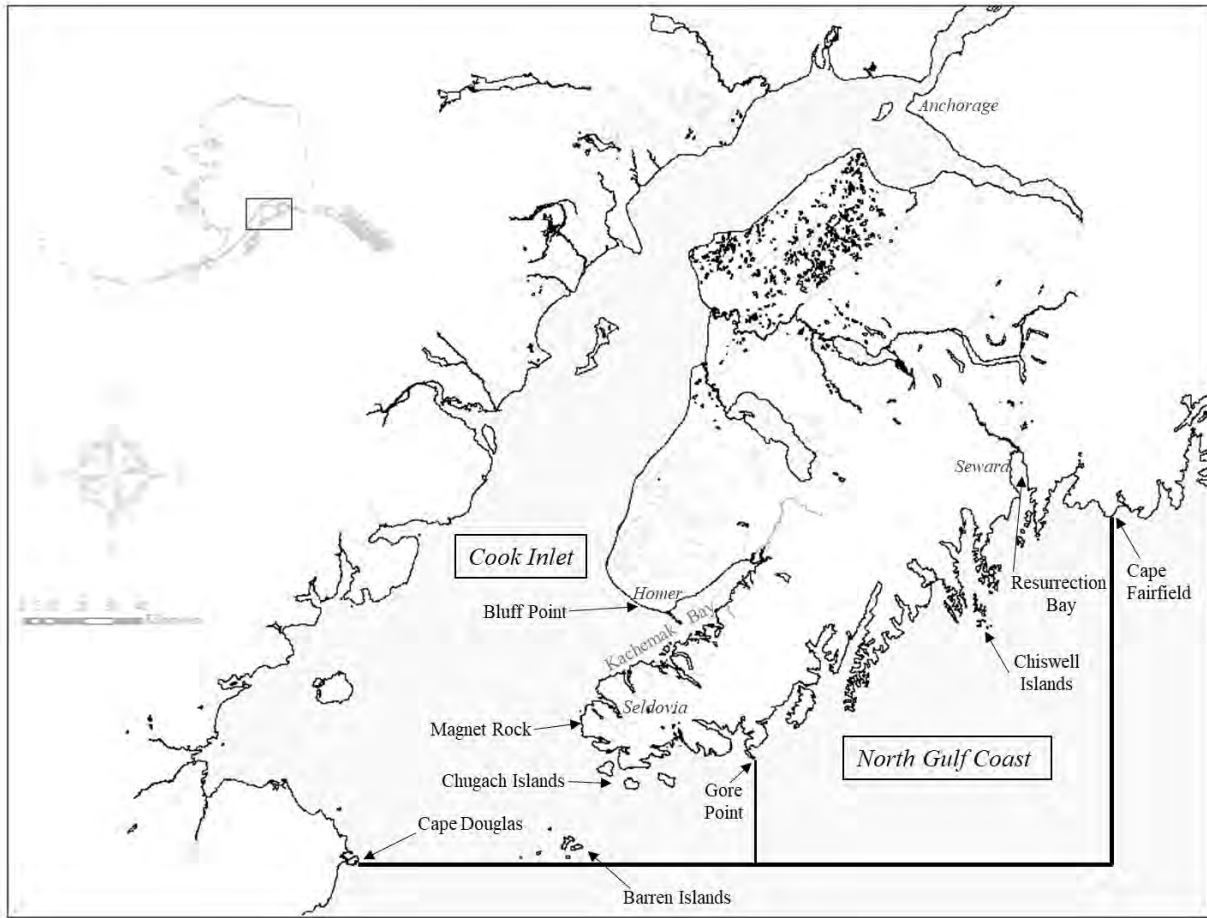 Anchorage
Seward
Cook Inlet
Resurrection
Bay
Cape
Fairfield
Homer
Bluff Point
Kachemak Bay
Chiswell
Islands
Seldovia
Magnet Rock
North Gulf Coast
Chugach Islands
Gore
Point
Cape Douglas
Barren Islands